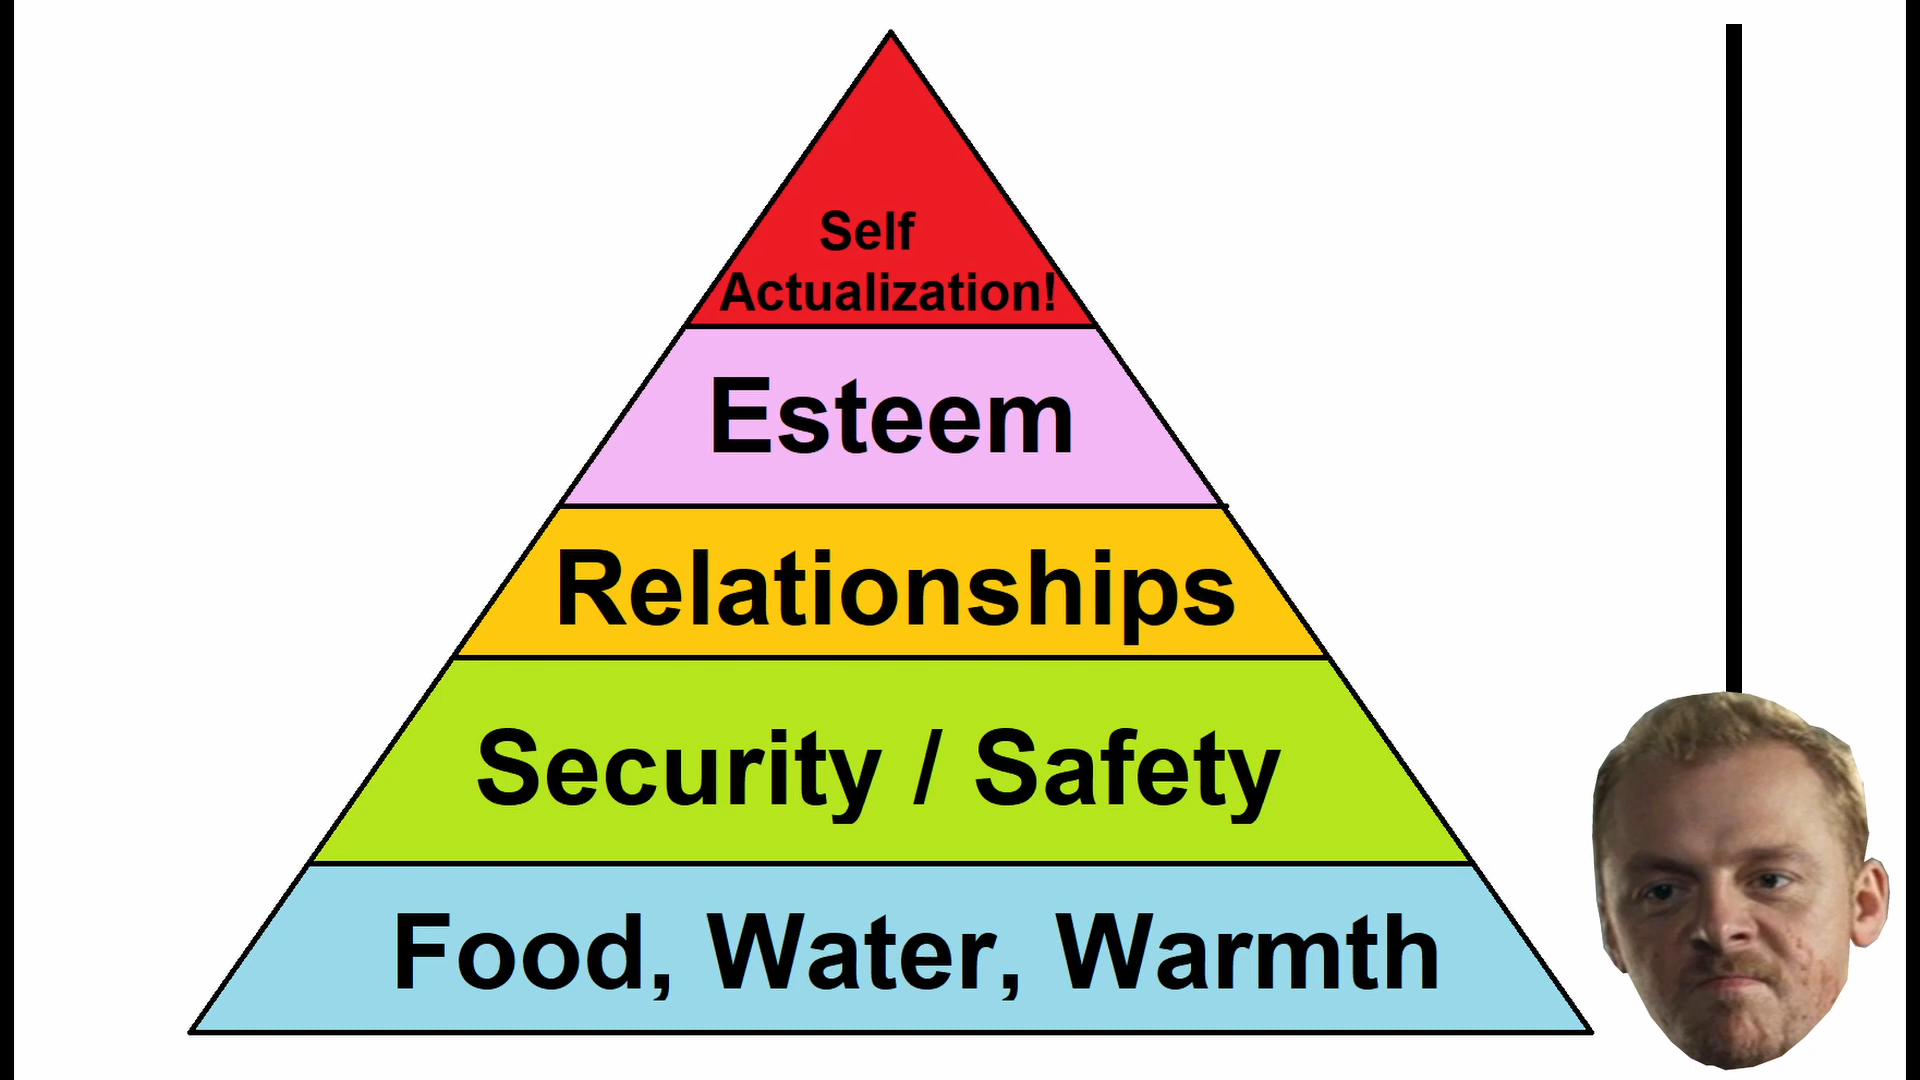 Self
Actualization!
Esteem
Relationships
Security / Safety
Food, Water, Warmth